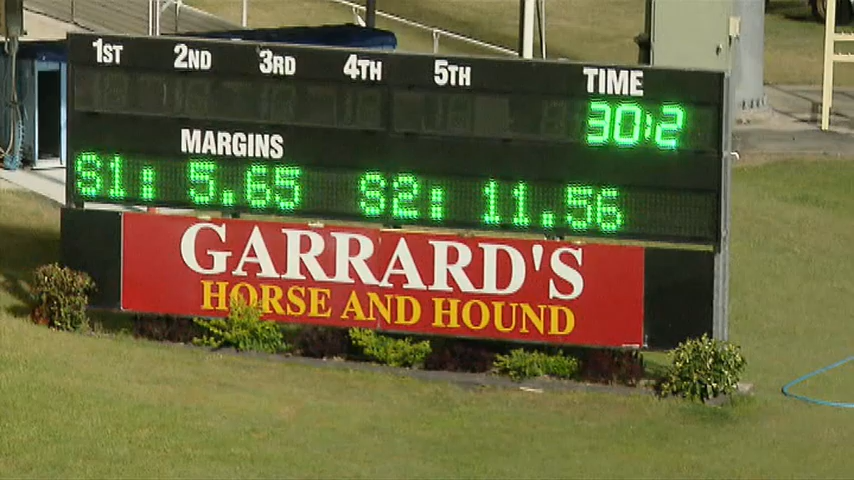 1ST 2ND 3RD 4TH 5TH TIME
30:2
MARGINS
S1: 5.65 S2: 11.56
GARRARD'S
HORSE AND HOUND